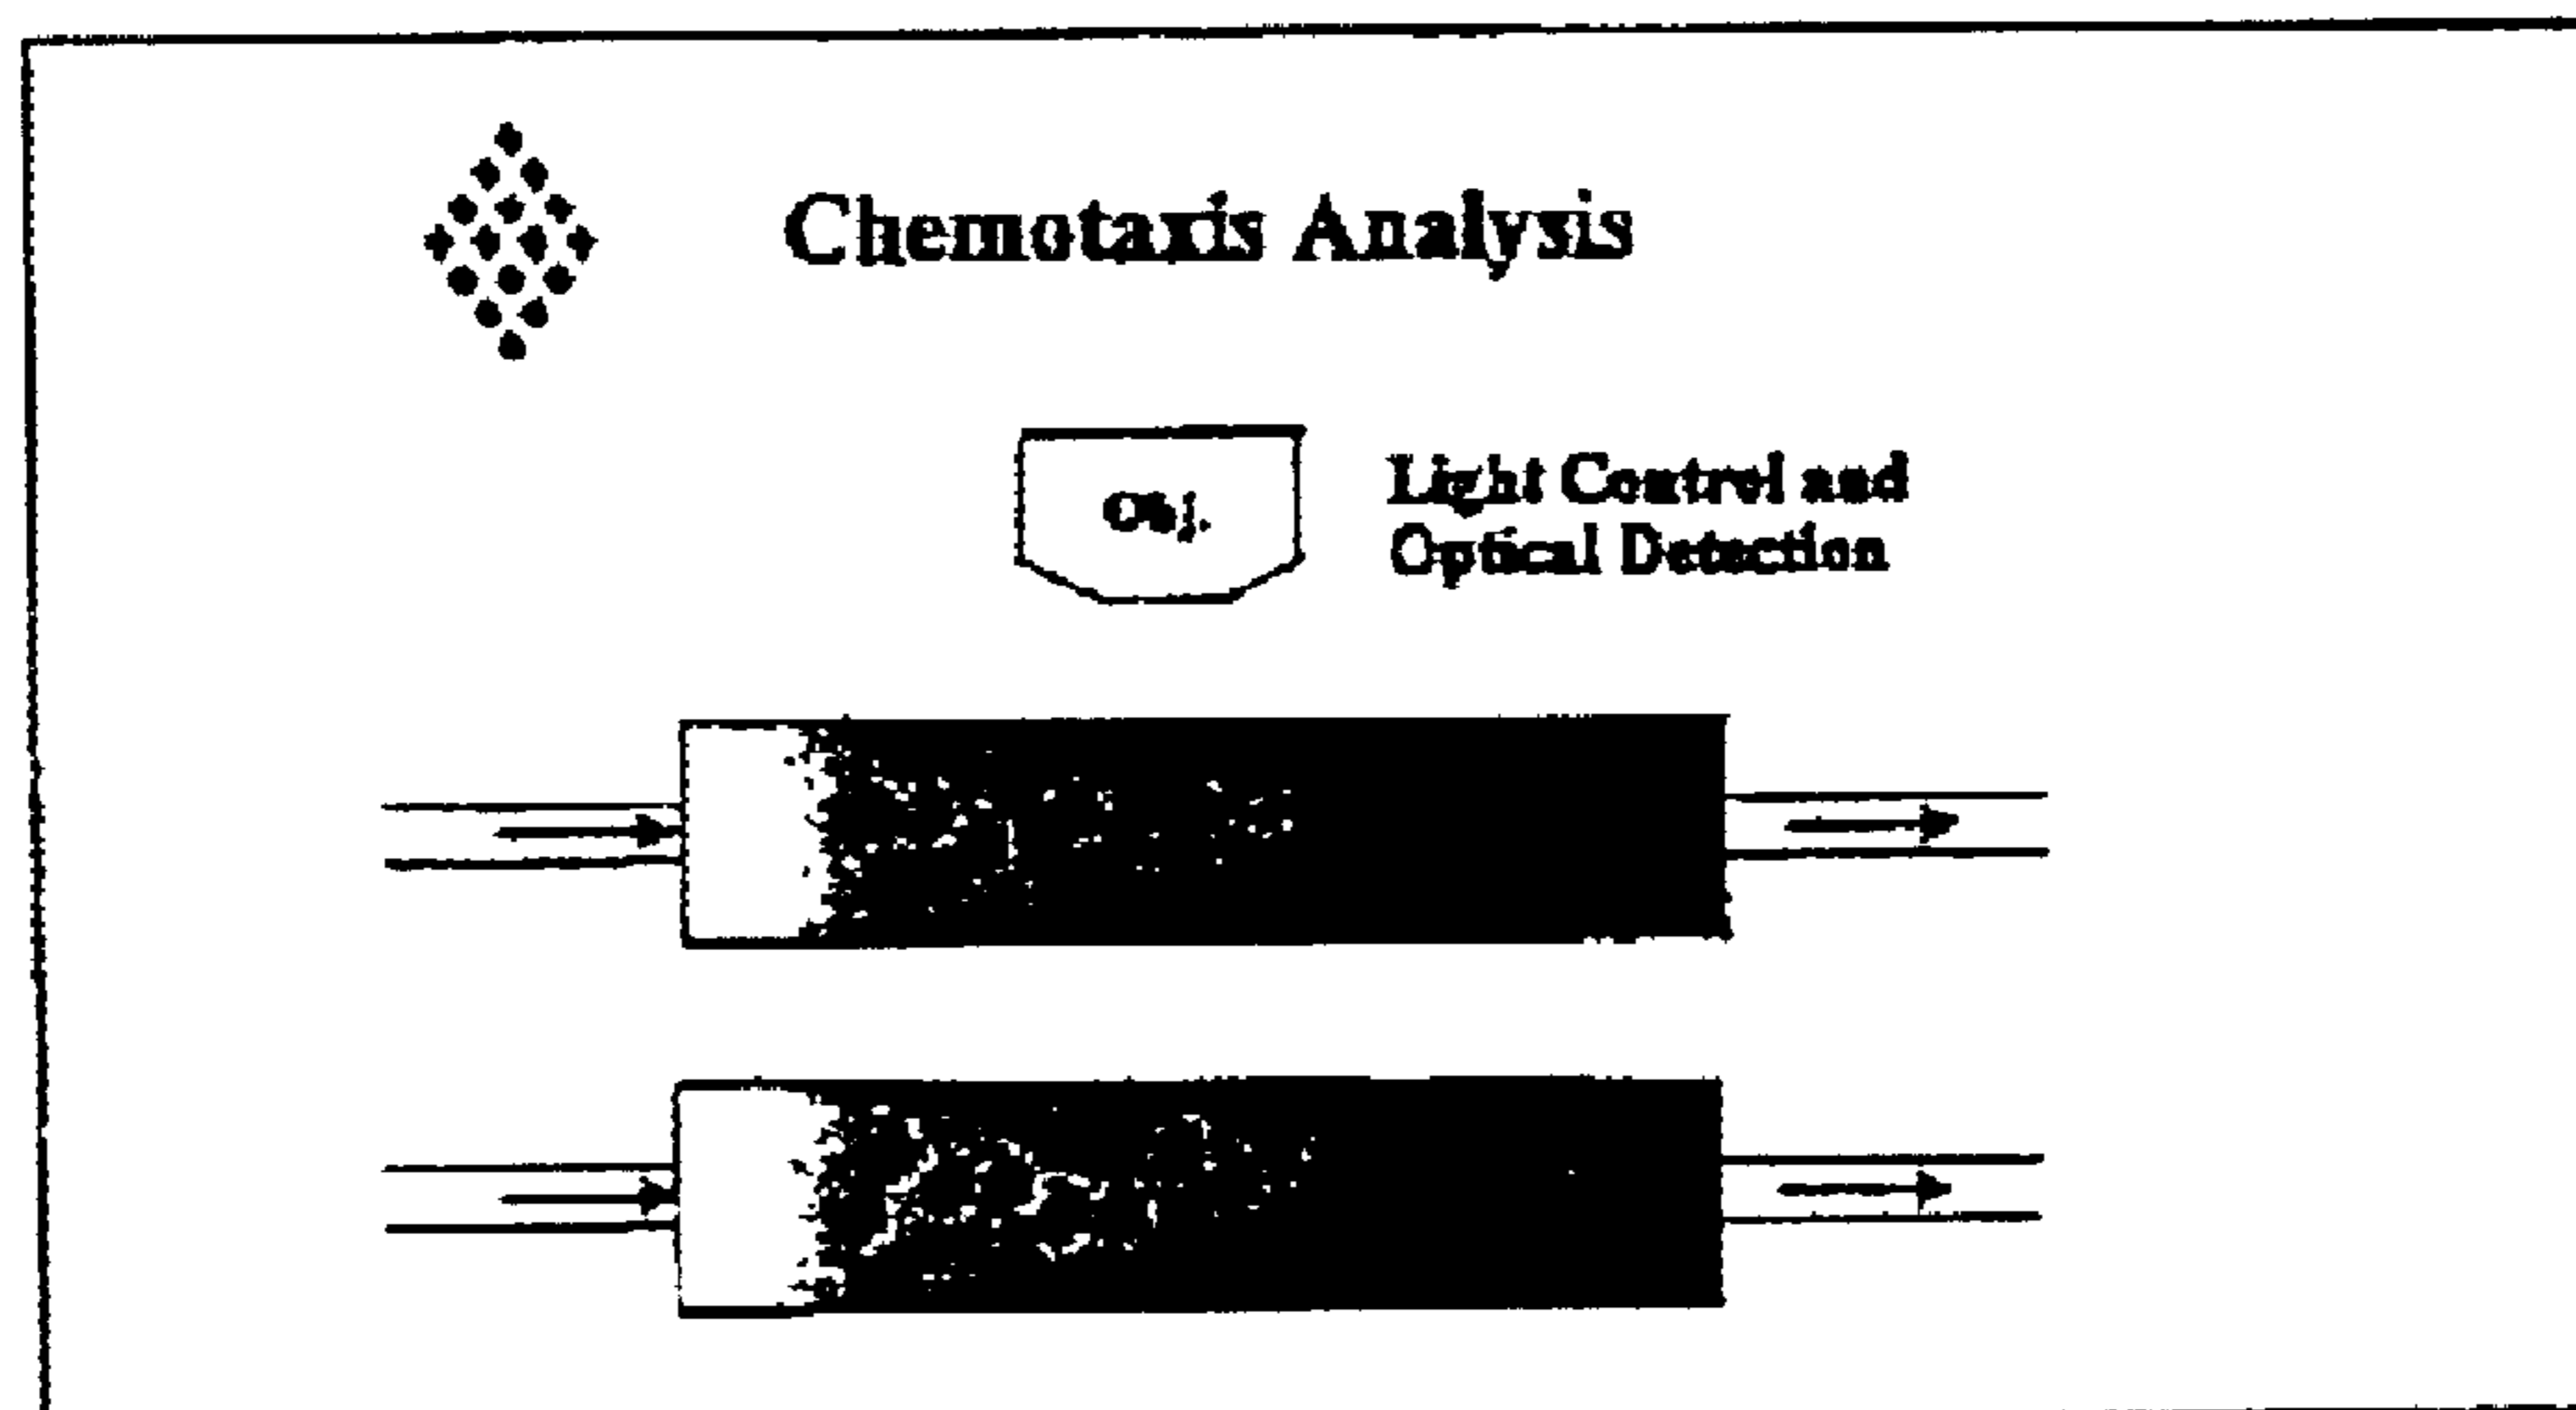 Chemotaxis Analysis
Obj.
Light Control and
Optical Detection